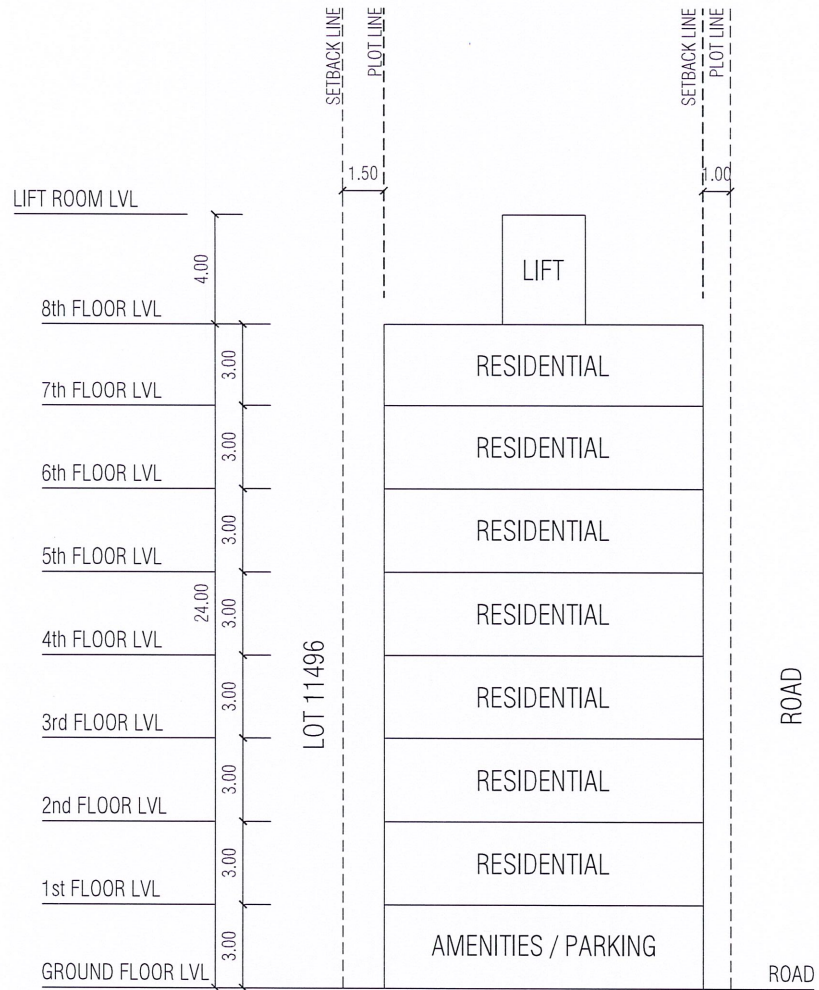 SETBACK LINE
PLOT LINE
SETBACK LINE
PLOT LINE
1.50
1.00
LIFT ROOM LVL
4.00
LIFT
8th FLOOR LVL
3.00
RESIDENTIAL
7th FLOOR LVL
3.00
RESIDENTIAL
6th FLOOR LVL
3.00
RESIDENTIAL
5th FLOOR LVL
24.00
3.00
RESIDENTIAL
4th FLOOR LVL
3.00
RESIDENTIAL
LOT 11496
ROAD
3rd FLOOR LVL
3.00
RESIDENTIAL
2nd FLOOR LVL
3.00
RESIDENTIAL
1st FLOOR LVL
3.00
AMENITIES / PARKING
GROUND FLOOR LVL
ROAD